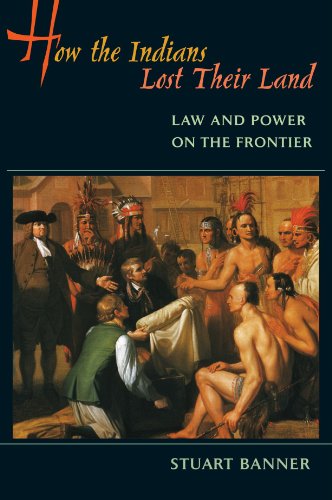 How the Indians
Lost Their Land
LAW AND POWER
ON THE FRONTIER
STUART BANNER